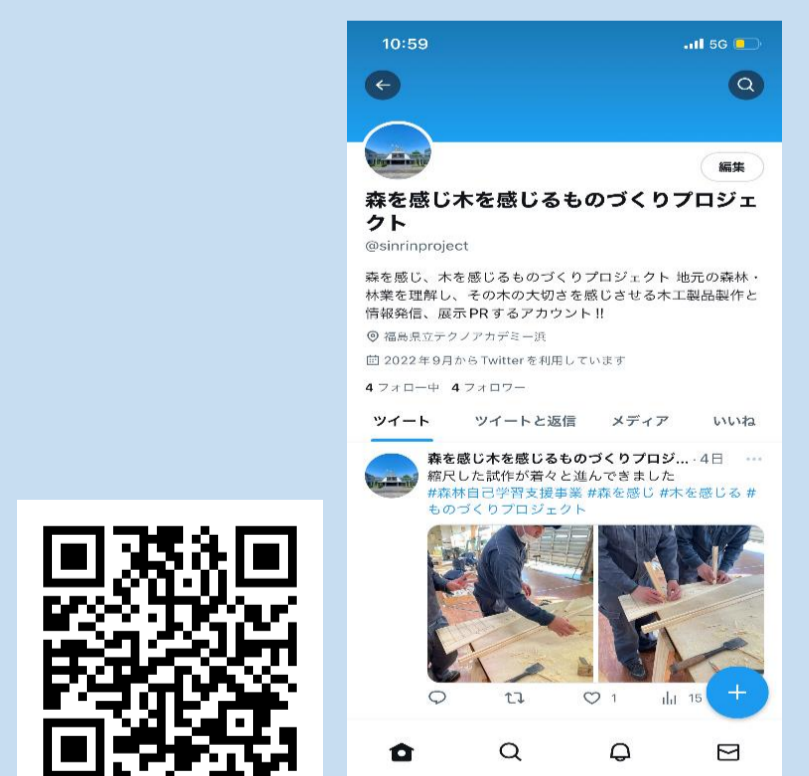 10:59
5G
編集
森を感じ木を感じるものづくりプロジェ
クト
@sinrinproject
森を感じ、木を感じるものづくりプロジェクト 地元の森林・
林業を理解し、その木の大切さを感じさせる木工製品製作と
情報発信、展示PRするアカウント!!
福島県立テクノアカデミー浜
2022年9月からTwitterを利用しています
4 フォロー中 4 フォロワー
ツイート ツイートと返信 メディア いいね
森を感じ木を感じるものづくりプロジ... · 4日
縮尺した試作が着々と進んできました
#森林自己学習支援事業 #森を感じ #木を感じる #
ものづくりプロジェクト
1 15